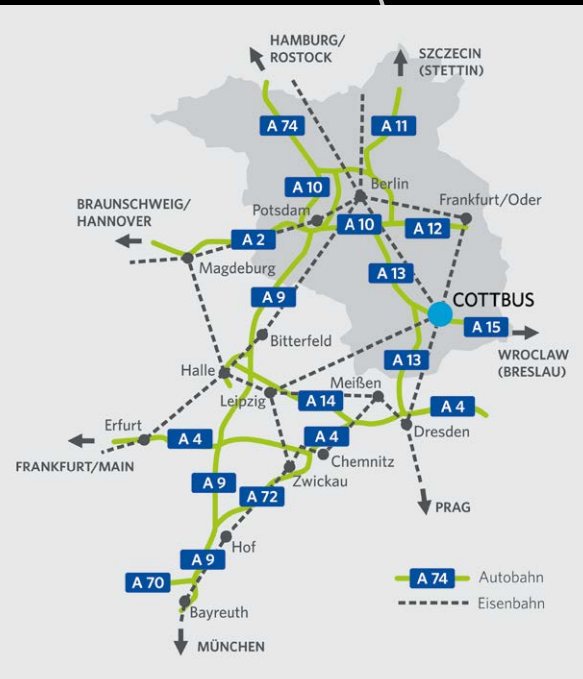 HAMBURG/
ROSTOCK
SZCZECIN
(STETTIN)
A 74
A 11
A 10
Berlin
Frankfurt/Oder
BRAUNSCHWEIG/
HANNOVER
Potsdam
A 10
A 12
A 2
Magdeburg
A 13
A 9
COTTBUS
A 15
Bitterfeld
WROCLAW
(BRESLAU)
A 13
Halle
Meißen
Leipzig
A 14
A 4
Erfurt
A 4
A 4
Dresden
FRANKFURT/MAIN
Chemnitz
A 9
Zwickau
A 72
PRAG
Hof
A 9
A 70
A 74
Autobahn
Eisenbahn
Bayreuth
MÜNCHEN